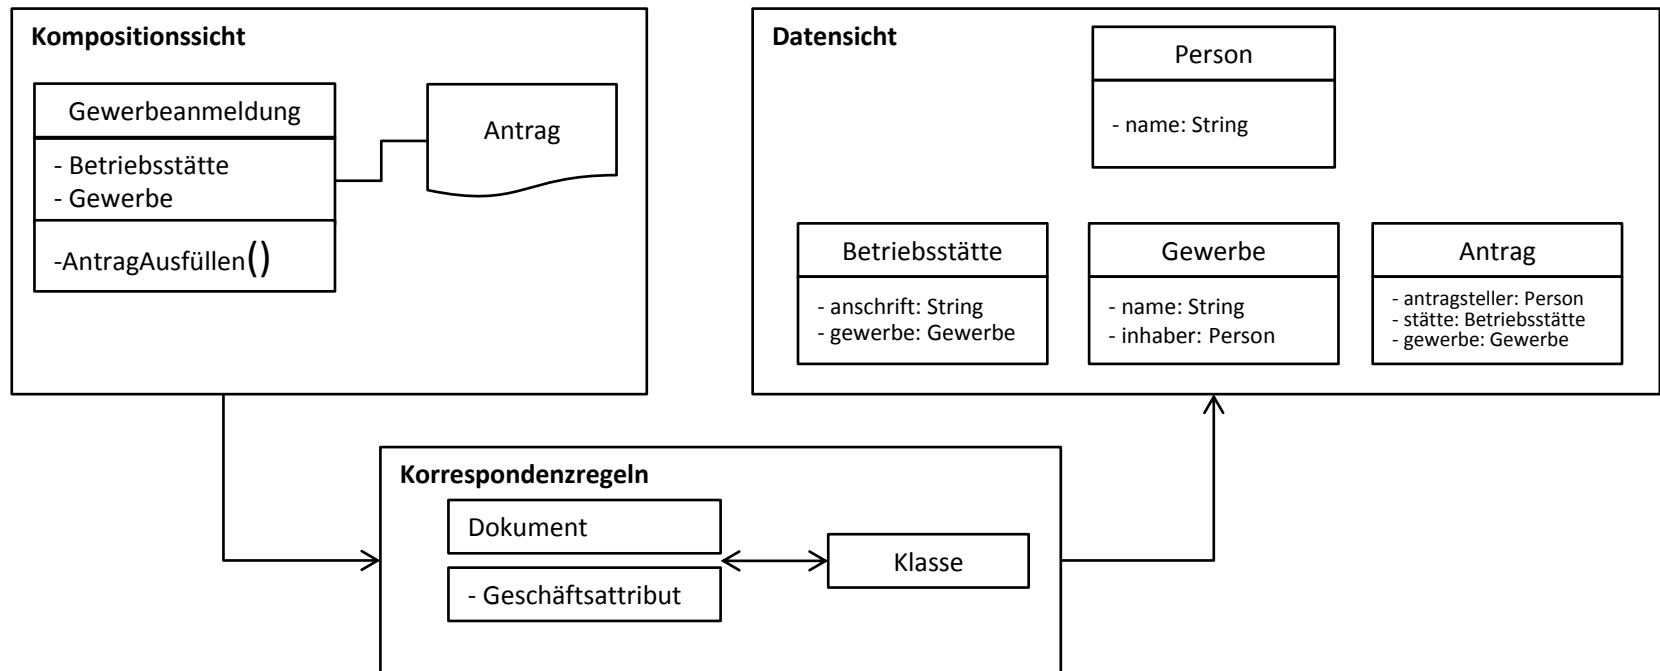 Kompositionssicht
Gewerbeanmeldung
- Betriebsstätte
- Gewerbe
-AntragAusfüllen()
Antrag
Datensicht
Person
- name: String
Betriebsstätte
- anschrift: String
- gewerbe: Gewerbe
Gewerbe
- name: String
- inhaber: Person
Antrag
- antragsteller: Person
- stätte: Betriebsstätte
- gewerbe: Gewerbe
Korrespondenzregeln
Dokument
- Geschäftsattribut
Klasse